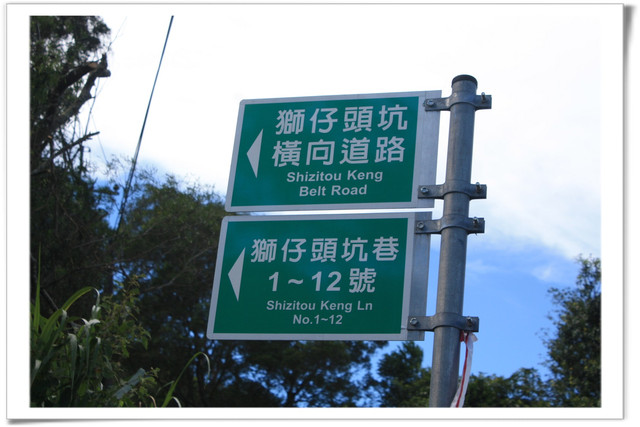 獅仔頭坑
橫向道路
Shizitou Keng
Belt Road
獅仔頭坑巷
1~12號
Shizitou Keng Ln
No.1~12